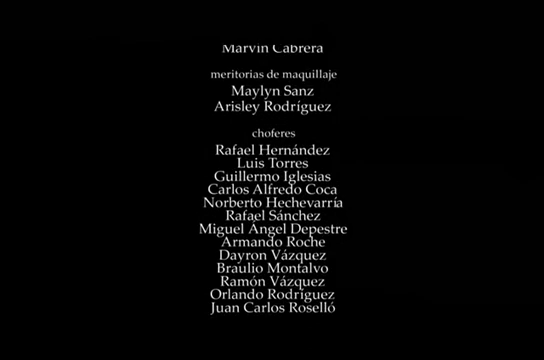 Marvin Cabrera
meritorias de maquillaje
Maylyn Sanz
Arisley Rodríguez
choferes
Rafael Hernández
Luis Torres
Guillermo Iglesias
Carlos Alfredo Coca
Norberto Hechevarría
Rafael Sánchez
Miguel Ángel Depestre
Armando Roche
Dayron Vázquez
Braulio Montalvo
Ramón Vázquez
Orlando Rodríguez
Juan Carlos Roselló